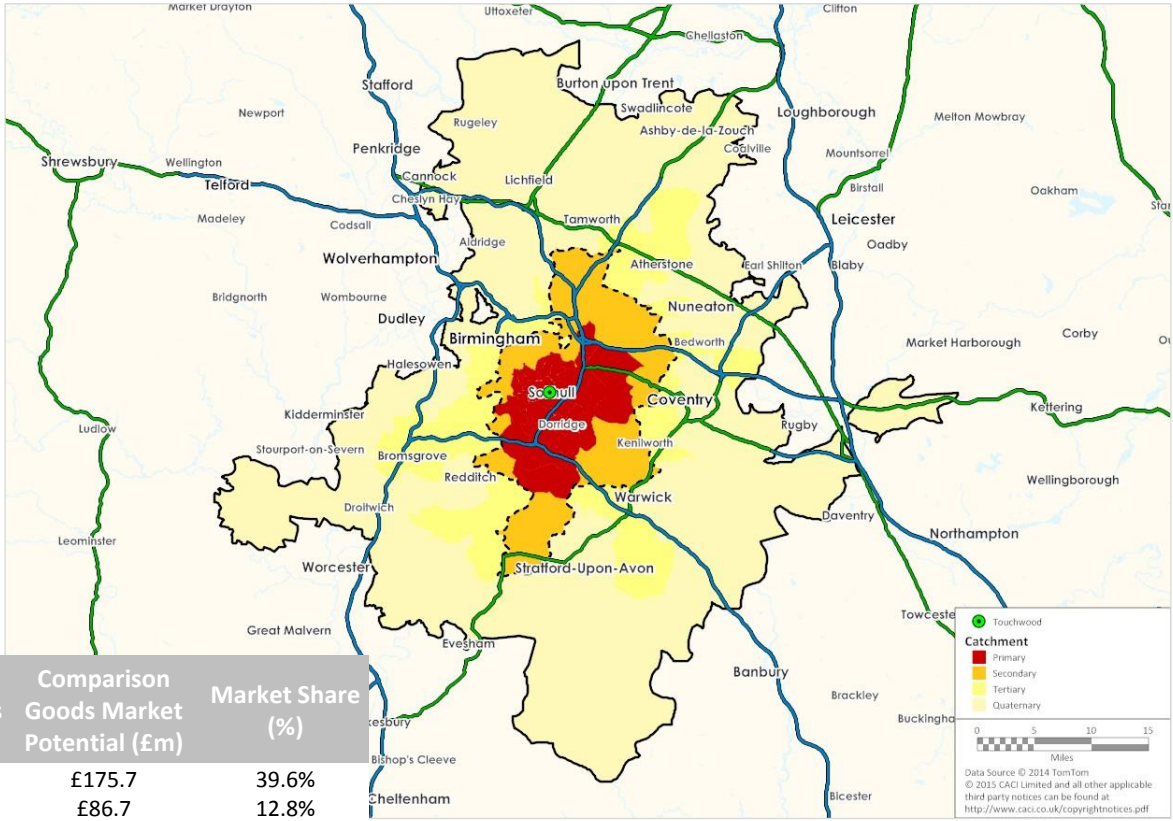 Market Drayton
Uttoxeter
Clifton
Chellaston
Stafford
Burton upon Trent
Newport
Swadlincote
Loughborough
Melton Mowbray
Rugeley
Ashby-de-la-Zouch
Penkridge
Coalville
Mountsorrel
Shrewsbury
Wellington
Cannock
Lichfield
Telford
Birstall
Oakham
Cheslyn Hay
Madeley
Codsall
Tamworth
Leicester
Aldridge
Oadby
Wolverhampton
Atherstone
Earl Shilton
Blaby
Bridgnorth
Wombourne
Nuneaton
Dudley
Corby
Birmingham
Bedworth
Market Harborough
Halesowen
Solihull
Coventry
Kettering
Kidderminster
Dorridge
Rugby
Ludlow
Kenilworth
Stourport-on-Severn
Bromsgrove
Redditch
Wellingborough
Warwick
Droitwich
Daventry
Northampton
Leominster
Worcester
Stratford-Upon-Avon
Towceste
Great Malvern
Evesham
Banbury
Brackley
Buckingha
kesbury
Bishop's Cleeve
Cheltenham
Bicester
Touchwood
Catchment
Primary
Secondary
Tertiary
Quaternary
0 5 10 15
Miles
Data Source © 2014 TomTom
© 2015 CACI Limited and all other applicable
third party notices can be found at
http://www.caci.co.uk/copyrightnotices.pdf
s
Comparison
Goods Market
Potential (£m)
Market Share
(%)
£175.7 39.6%
£86.7 12.8%